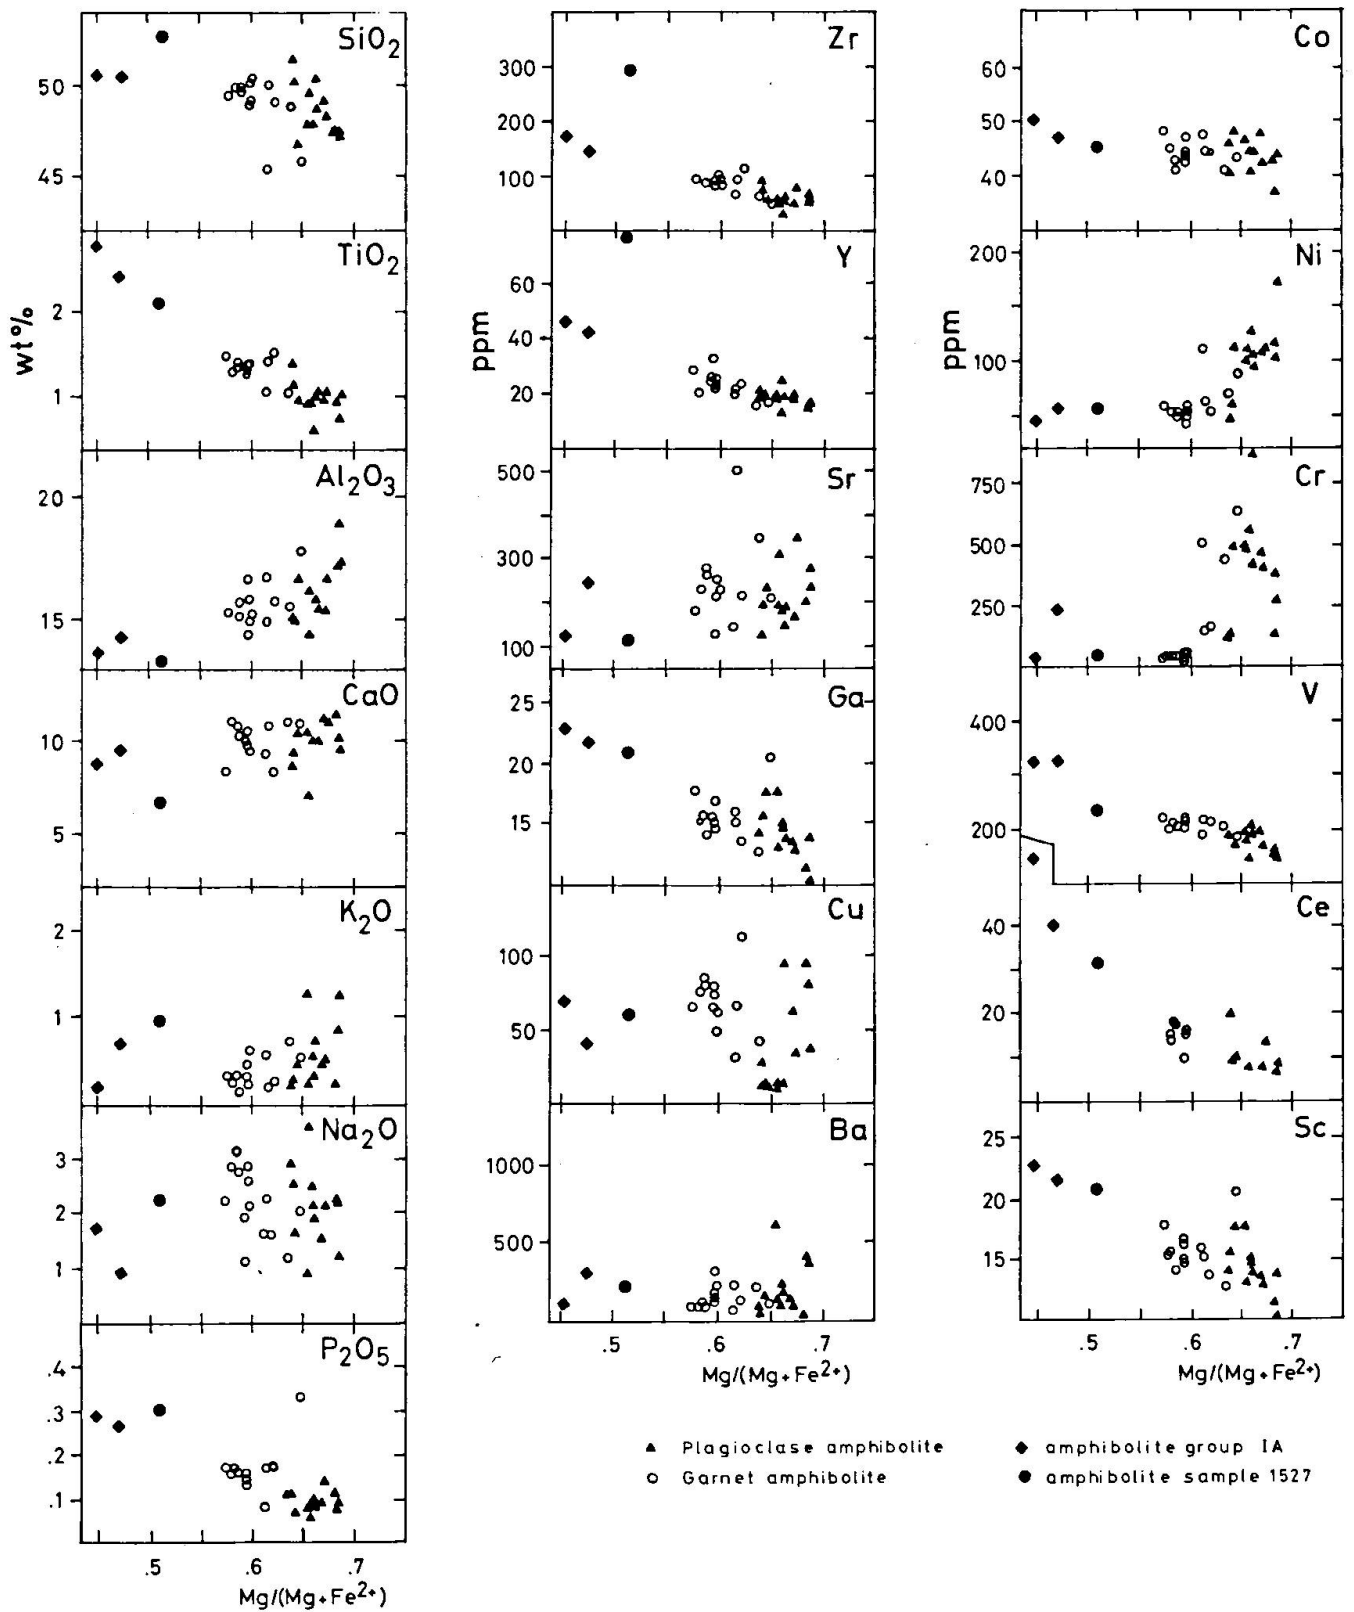 SiO2
50
45
TiO2
wt%
2
1
Al2O3
20
15
CaO
10
5
K2O
2
1
Na2O
3
2
1
P2O5
.4
.3
.2
.1
.5 .6 .7
Mg/(Mg+Fe2+)
Zr
300
200
100
Y
ppm
60
40
20
Sr
500
300
100
Ga
25
20
15
Cu
100
50
Ba
1000
500
.5 .6 .7
Mg/(Mg+Fe2+)
Co
60
50
40
Ni
ppm
200
100
Cr
750
500
250
V
400
200
Ce
40
20
Sc
25
20
15
.5 .6 .7
Mg/(Mg+Fe2+)
Plagioclase amphibolite
Garnet amphibolite
amphibolite group IA
amphibolite sample 1527